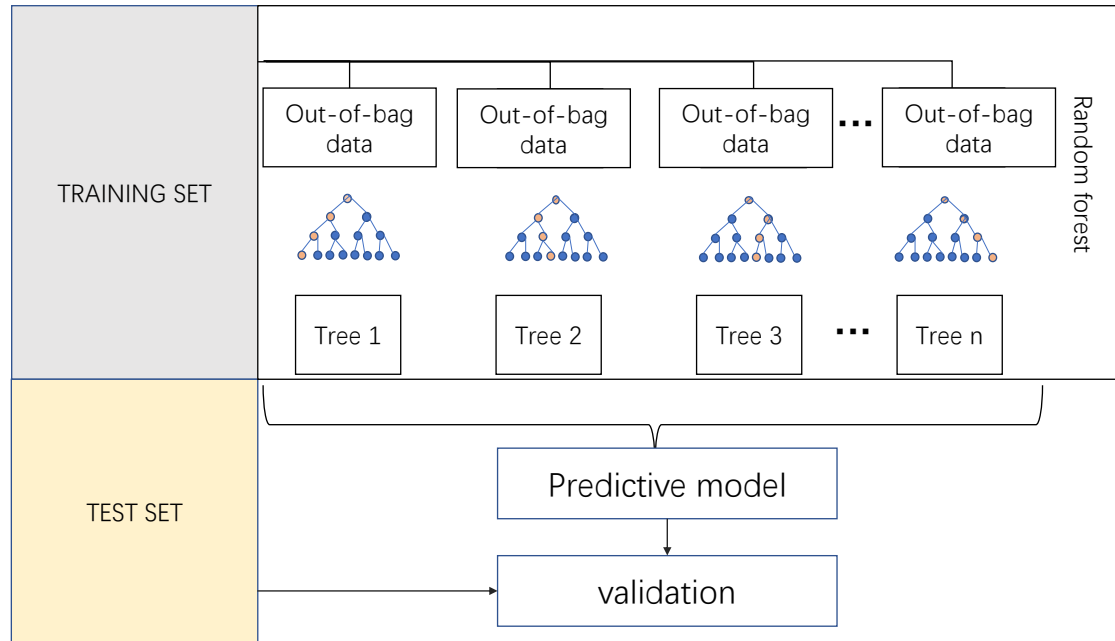 TRAINING SET
Out-of-bag
data
Out-of-bag
data
Out-of-bag
data
...
Out-of-bag
data
Random forest
Tree 1
Tree 2
Tree 3
...
Tree n
TEST SET
Predictive model
validation